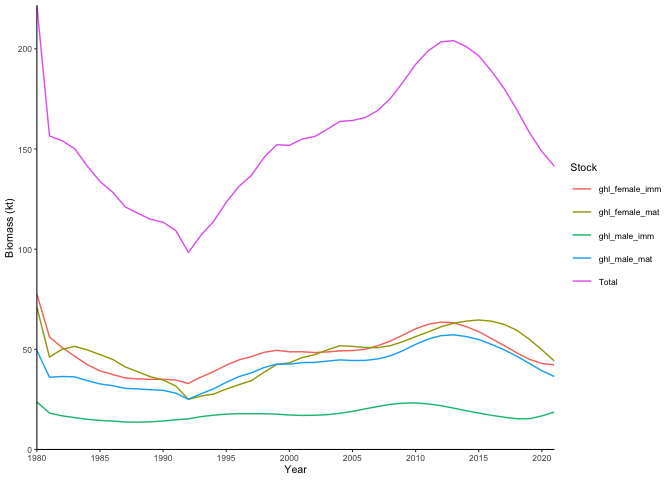 200
150
100
50
0
1980 1985 1990 1995 2000 2005 2010 2015 2020
Year
Biomass (kt)
Stock
ghl_female_imm
ghl_female_mat
ghl_male_imm
ghl_male_mat
Total